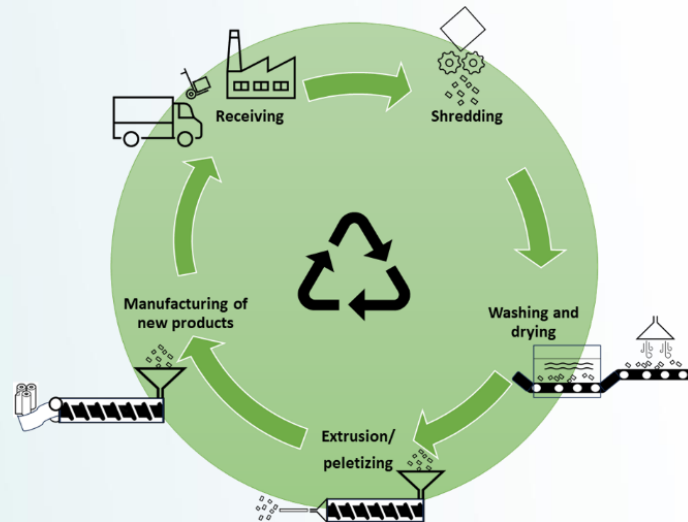 Receiving
Shredding
Washing and
drying
Extrusion/
peletizing
Manufacturing of
new products